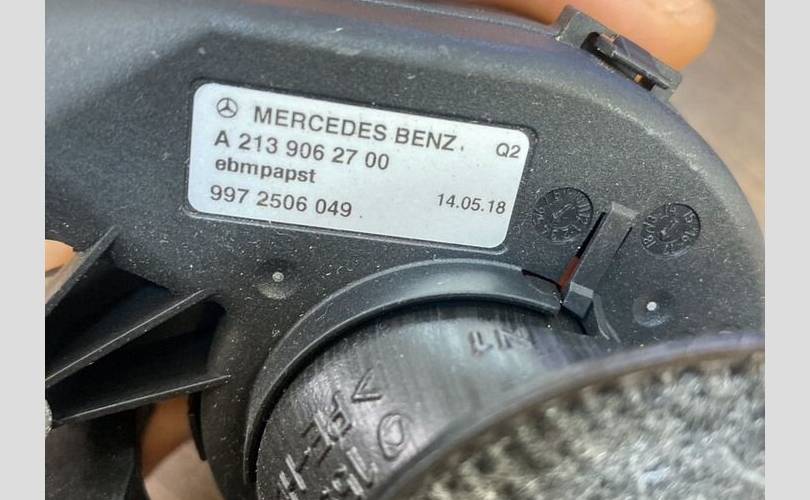 MERCEDES BENZ. Q2
A 213 906 27 00
ebmpapst
997 2506 049 14.05.18